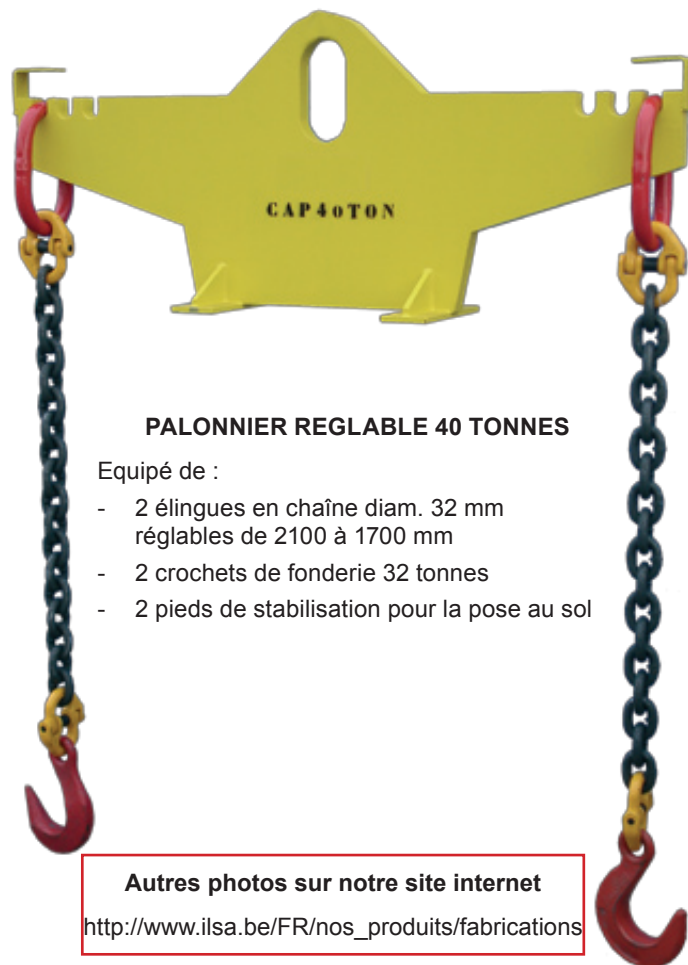 CAP40TON
PALONNIER REGLABLE 40 TONNES
Equipé de :
- 2 élingues en chaîne diam. 32 mm
réglables de 2100 à 1700 mm
- 2 crochets de fonderie 32 tonnes
- 2 pieds de stabilisation pour la pose au sol
Autres photos sur notre site internet
http://www.ilsa.be/FR/nos_produits/fabrications